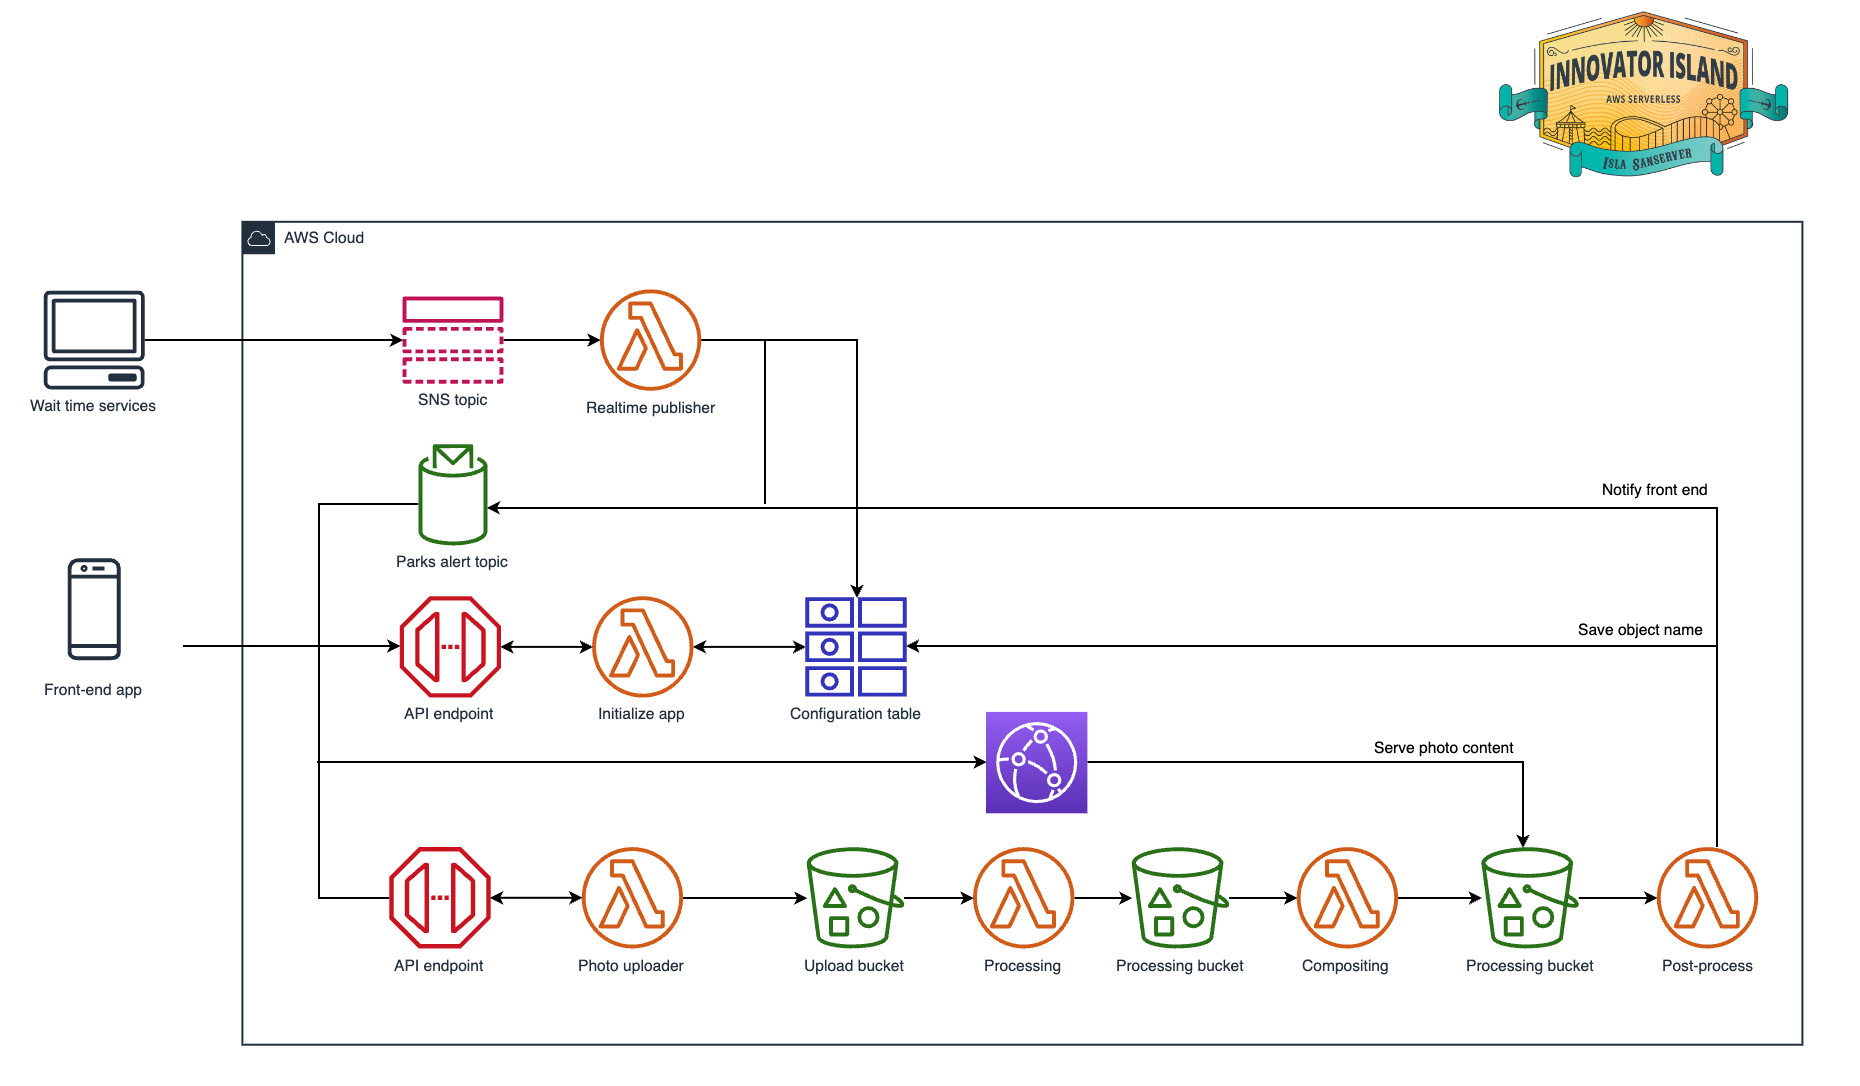 INNOVATOR ISLAND
AWS SERVERLESS
ISLA SANSERVER
AWS Cloud
Wait time services
SNS topic
Realtime publisher
Notify front end
Parks alert topic
Save object name
Front-end app
API endpoint
Initialize app
Configuration table
Serve photo content
API endpoint
Photo uploader
Upload bucket
Processing
Processing bucket
Compositing
Processing bucket
Post-process